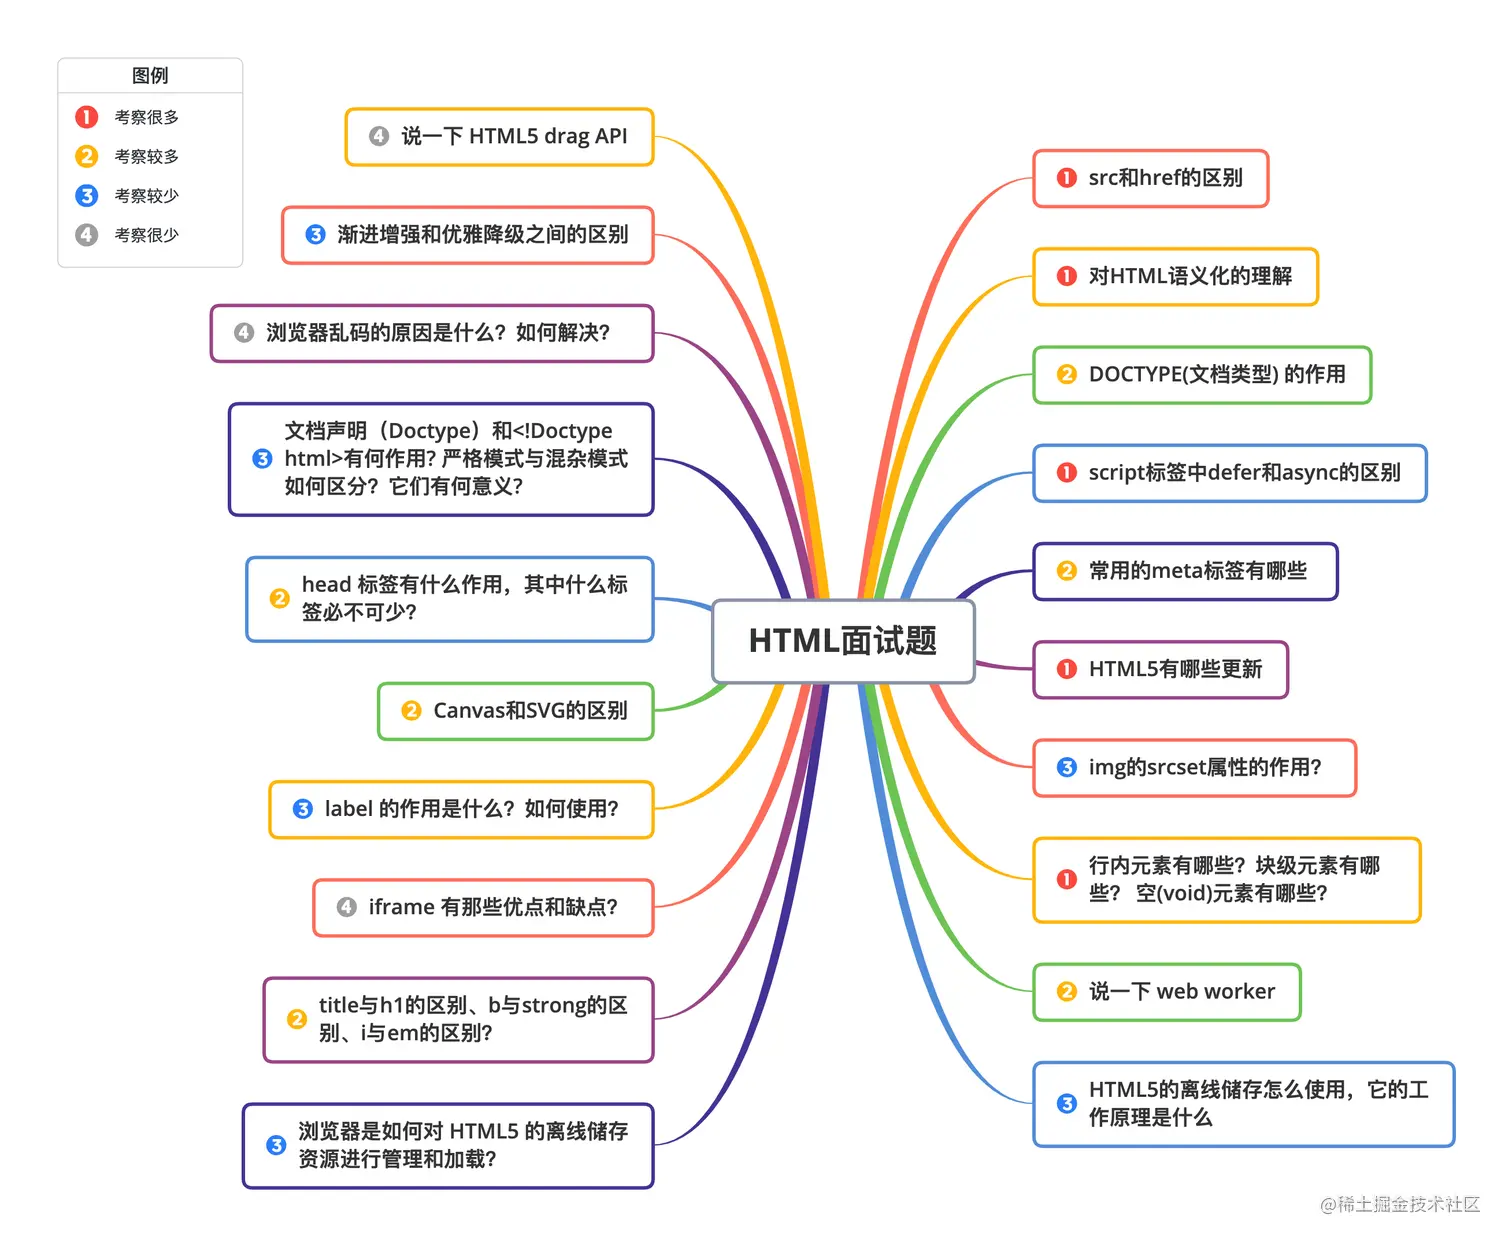 图例
1 考察很多
2 考察较多
3 考察较少
4 考察很少
HTML面试题
1 src和href的区别
1 对HTML语义化的理解
2 DOCTYPE(文档类型) 的作用
1 script标签中defer和async的区别
2 常用的meta标签有哪些
1 HTML5有哪些更新
3 img的srcset属性的作用？
1 行内元素有哪些？块级元素有哪
些？ 空(void)元素有哪些？
2 说一下 web worker
3 HTML5的离线储存怎么使用，它的工
作原理是什么
4 说一下 HTML5 drag API
3 渐进增强和优雅降级之间的区别
4 浏览器乱码的原因是什么？如何解决？
3 文档声明（Doctype）和<!Doctype
html>有何作用? 严格模式与混杂模式
如何区分？它们有何意义？
2 head 标签有什么作用，其中什么标
签必不可少？
2 Canvas和SVG的区别
3 label 的作用是什么？如何使用？
4 iframe 有那些优点和缺点？
2 title与h1的区别、b与strong的区
别、i与em的区别？
3 浏览器是如何对 HTML5 的离线储存
资源进行管理和加载？
@稀土掘金技术社区